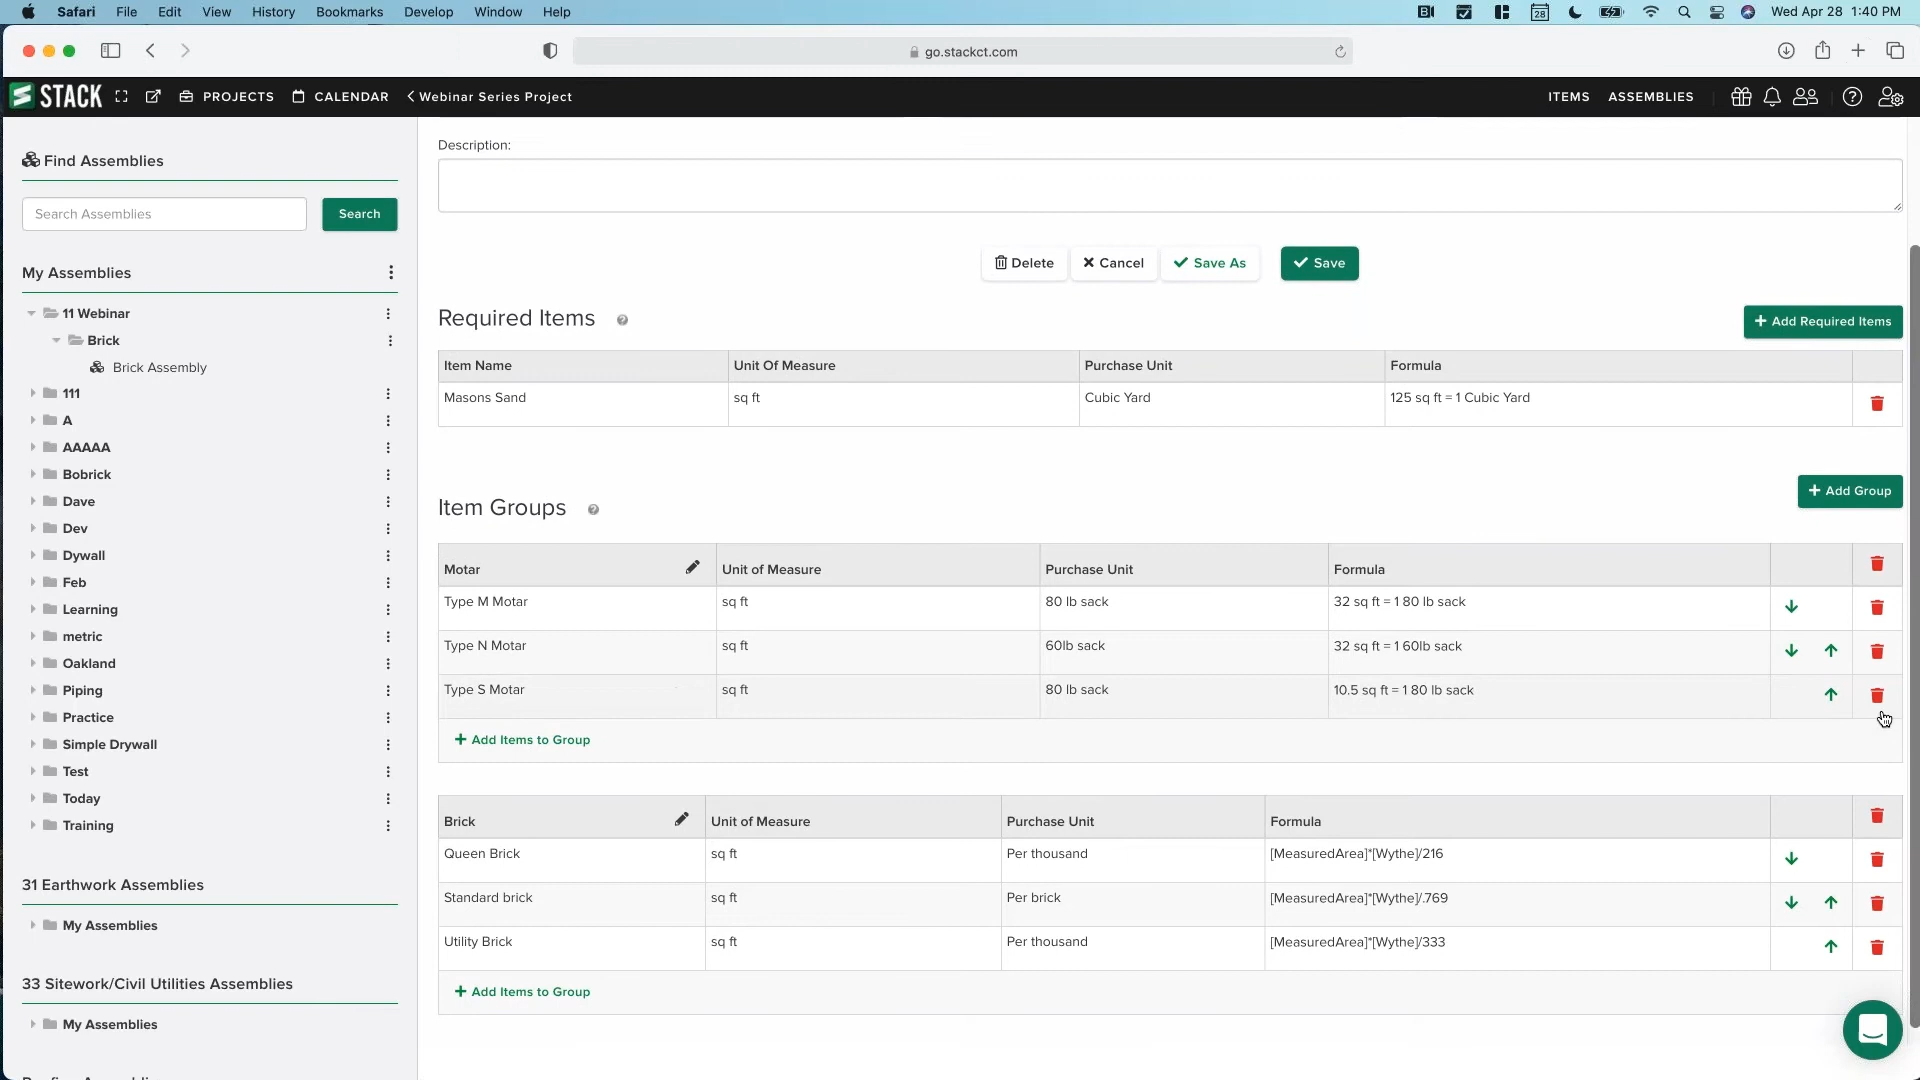 Safari File Edit View History Bookmarks Develop Window Help 28 Wed Apr 28 1:40 PM
go.stackct.com
STACK PROJECTS CALENDAR Webinar Series Project ITEMS ASSEMBLIES
Find Assemblies
Search Assemblies Search
My Assemblies
11 Webinar
Brick
Brick Assembly
111
A
AAAAA
Bobrick
Dave
Dev
Dywall
Feb
Learning
metric
Oakland
Piping
Practice
Simple Drywall
Test
Today
Training
31 Earthwork Assemblies
My Assemblies
33 Sitework/Civil Utilities Assemblies
My Assemblies
Description:
Delete Cancel Save As Save
Required Items + Add Required Items
Item Name Unit Of Measure Purchase Unit Formula
Masons Sand sq ft Cubic Yard 125 sq ft = 1 Cubic Yard
Item Groups + Add Group
Motar Unit of Measure Purchase Unit Formula
Type M Motar sq ft 80 lb sack 32 sq ft = 1 80 lb sack
Type N Motar sq ft 60lb sack 32 sq ft = 1 60lb sack
Type S Motar sq ft 80 lb sack 10.5 sq ft = 1 80 lb sack
+ Add Items to Group
Brick Unit of Measure Purchase Unit Formula
Queen Brick sq ft Per thousand [MeasuredArea]*[Wythe]/216
Standard brick sq ft Per brick [MeasuredArea]*[Wythe]/.769
Utility Brick sq ft Per thousand [MeasuredArea]*[Wythe]/333
+ Add Items to Group